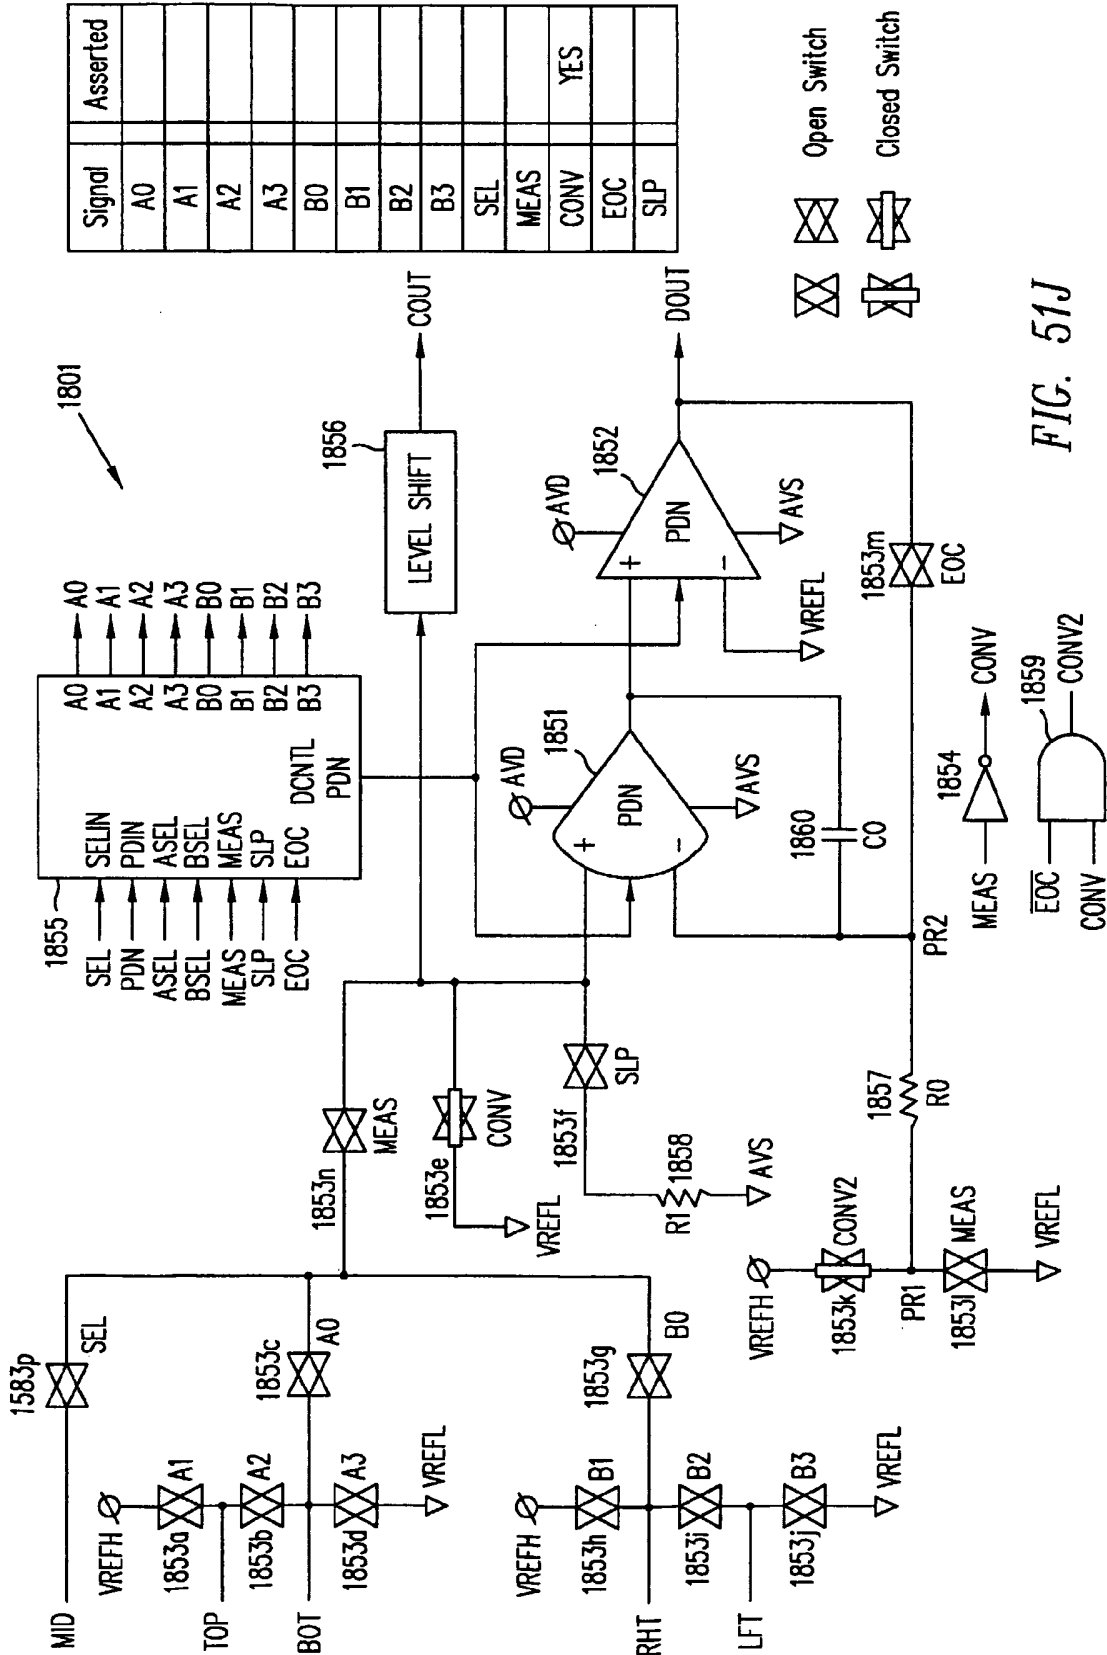 1801
Signal Asserted
A0
A1
A2
A3
B0
B1
B2
B3
SEL
MEAS
CONV YES
EOC
SLP
Open Switch
Closed Switch
1855
SEL SELIN
PDN PDIN
ASEL ASEL
BSEL BSEL
MEAS MEAS
SLP SLP
EOC EOC
DCNTL
PDN
A0 A0
A1 A1
A2 A2
A3 A3
B0 B0
B1 B1
B2 B2
B3 B3
1856
LEVEL SHIFT
COUT
MID
1583p
SEL
VREFH
1853a
A1
TOP
1853b
A2
1853c
A0
BOT
1853d
A3
VREFL
VREFH
1853h
B1
RHT
1853g
B0
1853i
B2
LFT
1853j
B3
VREFL
1853n
MEAS
1853e
CONV
VREFL
1853f
SLP
R1
1858
AVS
AVD
1851
+
PDN
-
AVS
1860
C0
AVD
1852
+
PDN
-
AVS
VREFL
DOUT
VREFH
1853k
CONV2
PR1
1853l
MEAS
VREFL
1857
R0
PR2
1853m
EOC
MEAS
1854
CONV
EOC
CONV
1859
CONV2
FIG. 51J